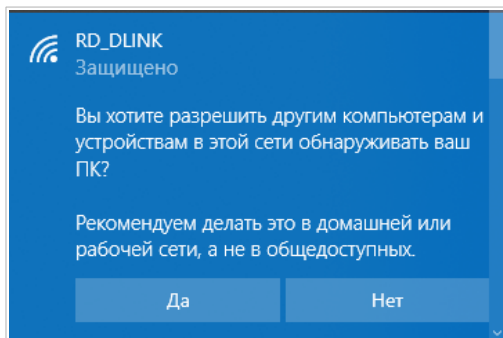 RD_DLINK
Защищено
Вы хотите разрешить другим компьютерам и
устройствам в этой сети обнаруживать ваш
ПК?
Рекомендуем делать это в домашней или
рабочей сети, а не в общедоступных.
Да
Нет